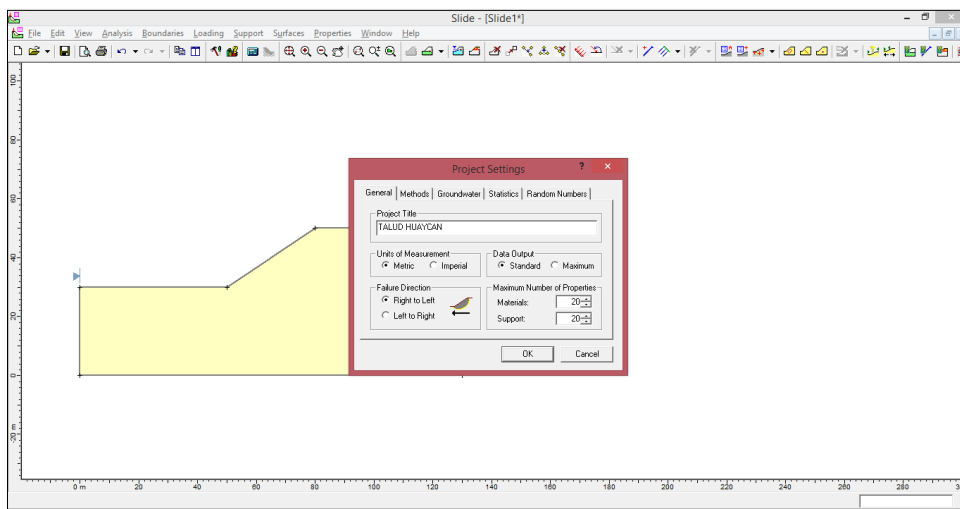 Slide - [Slide1*]
File Edit View Analysis Boundaries Loading Support Surfaces Properties Window Help
Project Settings
?
General Methods Groundwater Statistics Random Numbers
Project Title
TALUD HUAYCAN
Units of Measurement
Metric Imperial
Data Output
Standard Maximum
Failure Direction
Right to Left
Left to Right
Maximum Number of Properties
Materials: 20
Support: 20
OK Cancel
100
80
60
40
20
0
-20 m
0 m 20 40 60 80 100 120 140 160 180 200 220 240 260 280